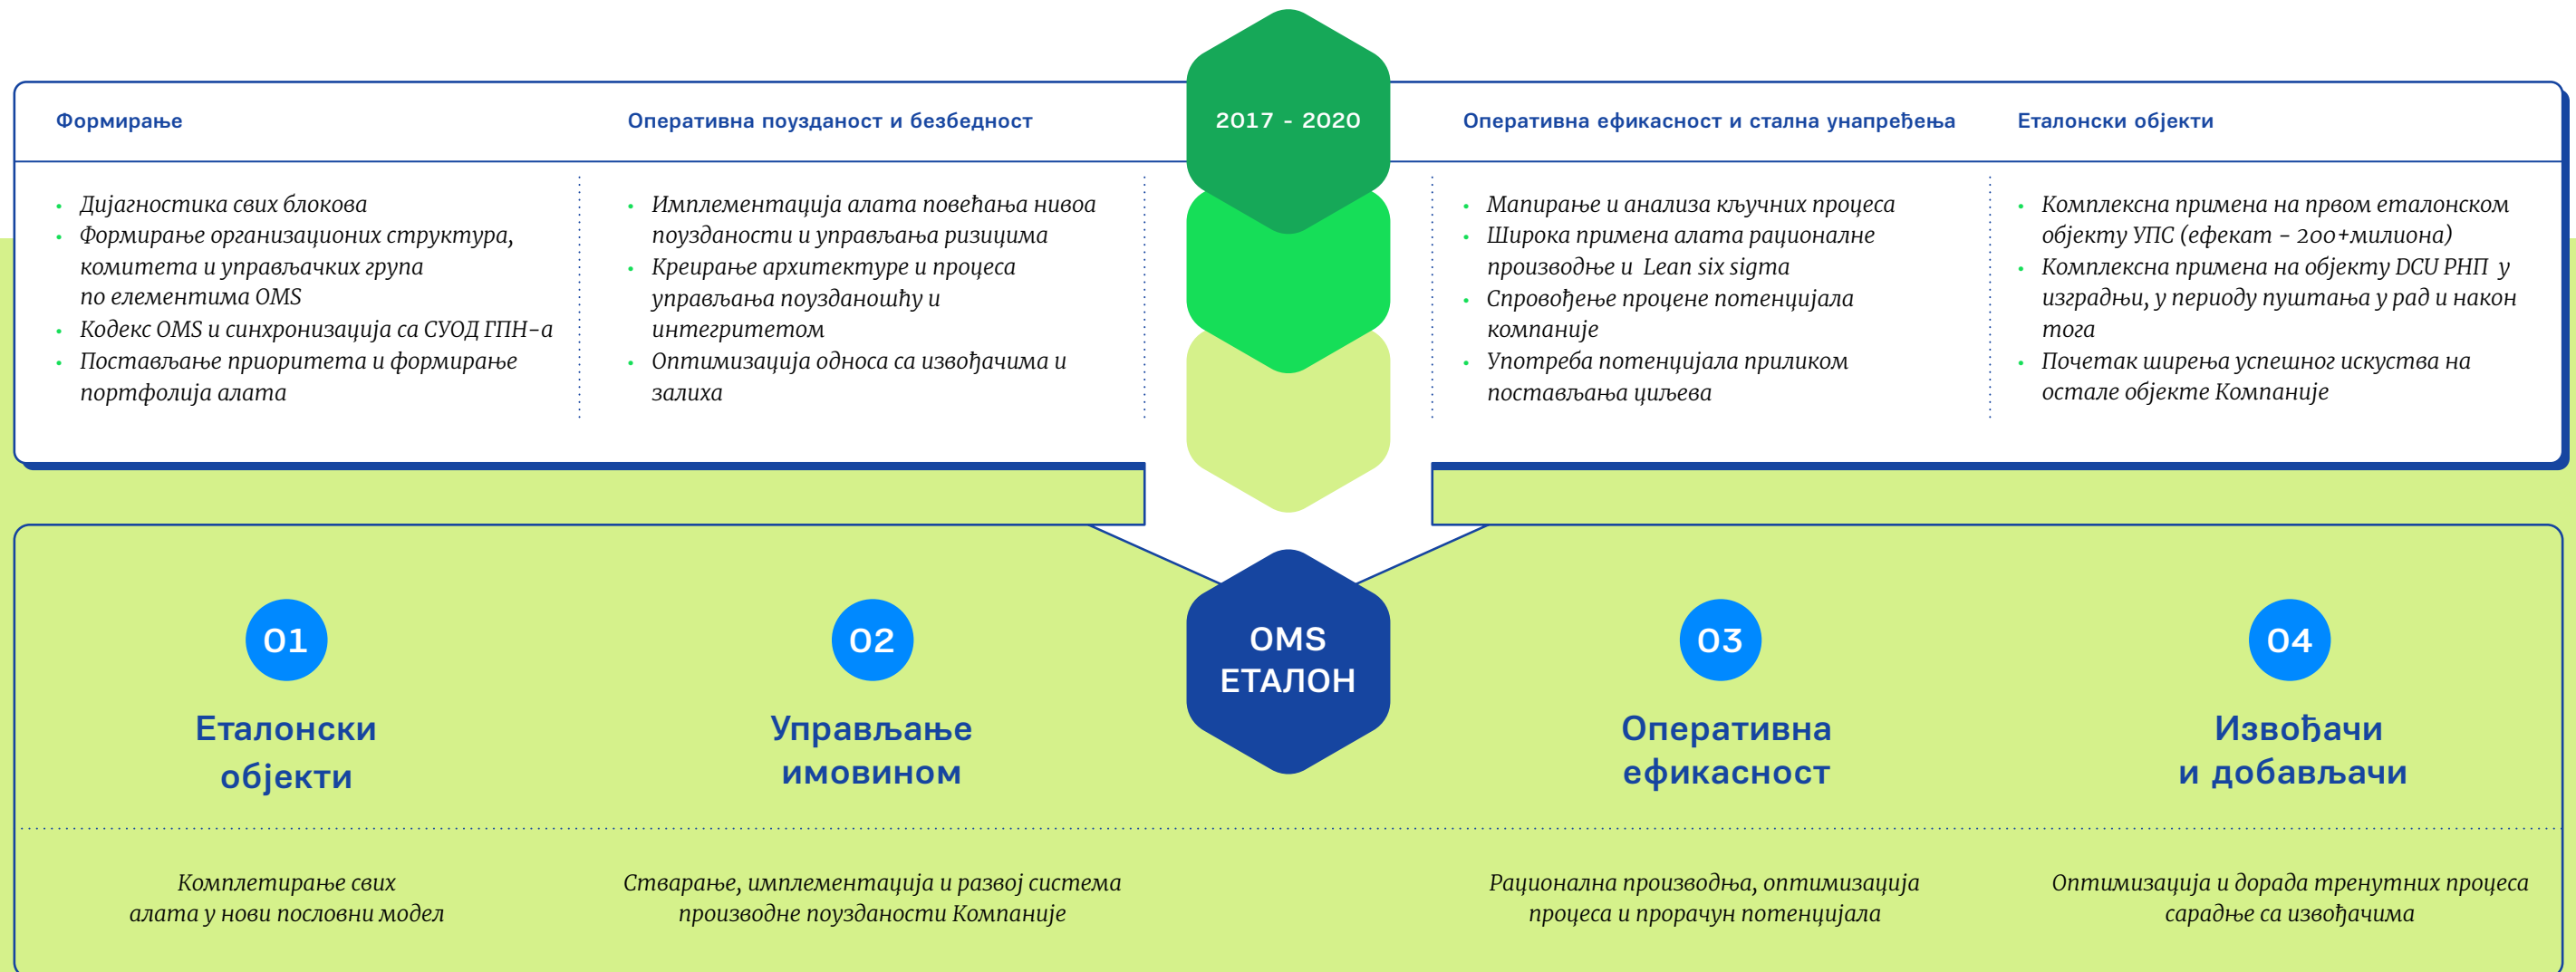 2017 - 2020
Формирање
Дијагностика свих блокова
Формирање организационих структура,
комитета и управљачких група
по елементима OMS
Кодекс OMS и синхронизација са СУОД ГПН-а
Постављање приоритета и формирање
портфолија алата
Оперативна поузданост и безбедност
Имплементација алата повећања нивоа
поузданости и управљања ризицима
Креирање архитектуре и процеса
управљања поузданошћу и
интегритетом
Оптимизација односа са извођачима и
залиха
Оперативна ефикасност и стална унапређења
Мапирање и анализа кључних процеса
Широка примена алата рационалне
производње и Lean six sigma
Спровођење процене потенцијала
компаније
Употреба потенцијала приликом
постављања циљева
Еталонски објекти
Комплексна примена на првом еталонском
објекту УПС (ефекат - 200+милиона)
Комплексна примена на објекту DCU РНП у
изградњи, у периоду пуштања у рад и након
тога
Почетак ширења успешног искуства на
остале објекте Компаније
OMS
ЕТАЛОН
01
Еталонски
објекти
Комплетирање свих
алата у нови пословни модел
02
Управљање
имовином
Стварање, имплементација и развој система
производне поузданости Компаније
03
Оперативна
ефикасност
Рационална производња, оптимизација
процеса и прорачун потенцијала
04
Извођачи
и добављачи
Оптимизација и дорада тренутних процеса
сарадње са извођачима